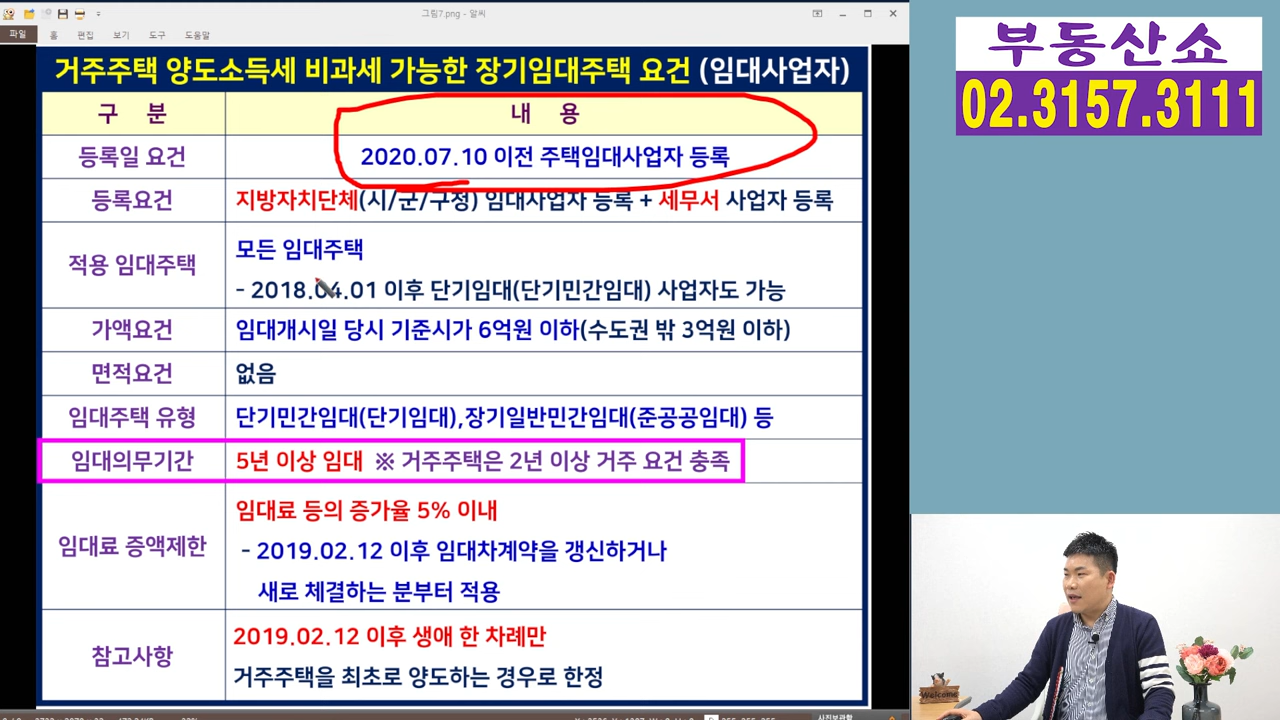 그림7.png - 알씨
파일 홈 편집 보기 도구 도움말
부동산쇼
02.3157.3111
거주주택 양도소득세 비과세 가능한 장기임대주택 요건 (임대사업자)
구 분 내 용
등록일 요건 2020.07.10 이전 주택임대사업자 등록
등록요건 지방자치단체(시/군/구청) 임대사업자 등록 + 세무서 사업자 등록
적용 임대주택 모든 임대주택
- 2018.04.01 이후 단기임대(단기민간임대) 사업자도 가능
가액요건 임대개시일 당시 기준시가 6억원 이하(수도권 밖 3억원 이하)
면적요건 없음
임대주택 유형 단기민간임대(단기임대),장기일반민간임대(준공공임대) 등
임대의무기간 5년 이상 임대 ※ 거주주택은 2년 이상 거주 요건 충족
임대료 증액제한 임대료 등의 증가율 5% 이내
- 2019.02.12 이후 임대차계약을 갱신하거나
새로 체결하는 분부터 적용
참고사항 2019.02.12 이후 생애 한 차례만
거주주택을 최초로 양도하는 경우로 한정
Welcome